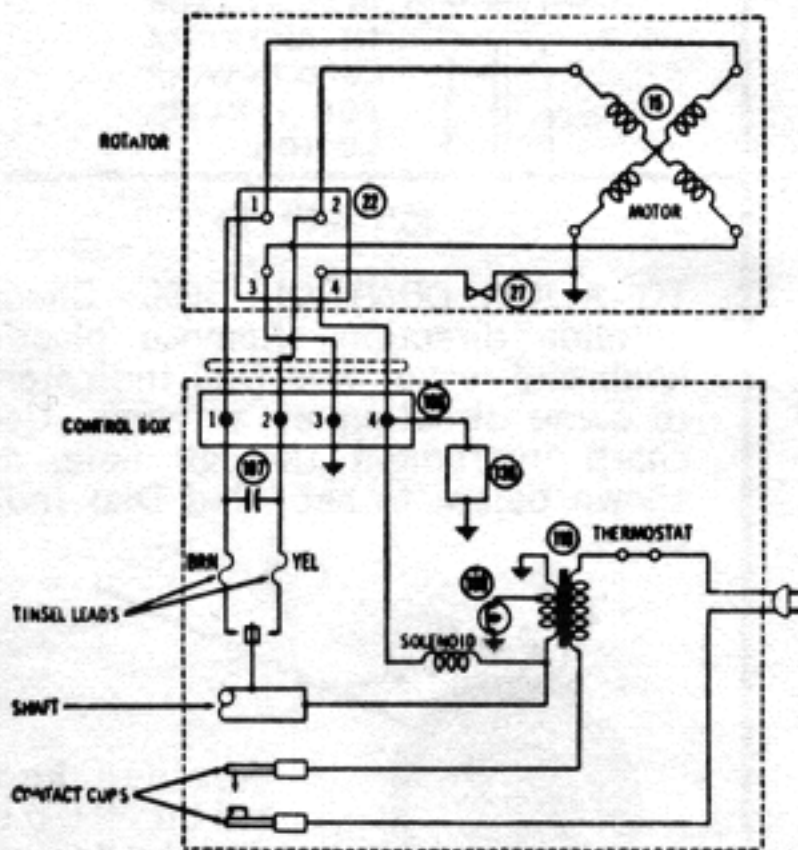 15
ROTATOR
1 2 22
MOTOR
3 4
27
CONTROL BOX
1 2 3 4
107
BRN YEL
THERMOSTAT
TINSEL LEADS
SOLENOID
SHAFT
CONTACT CUPS